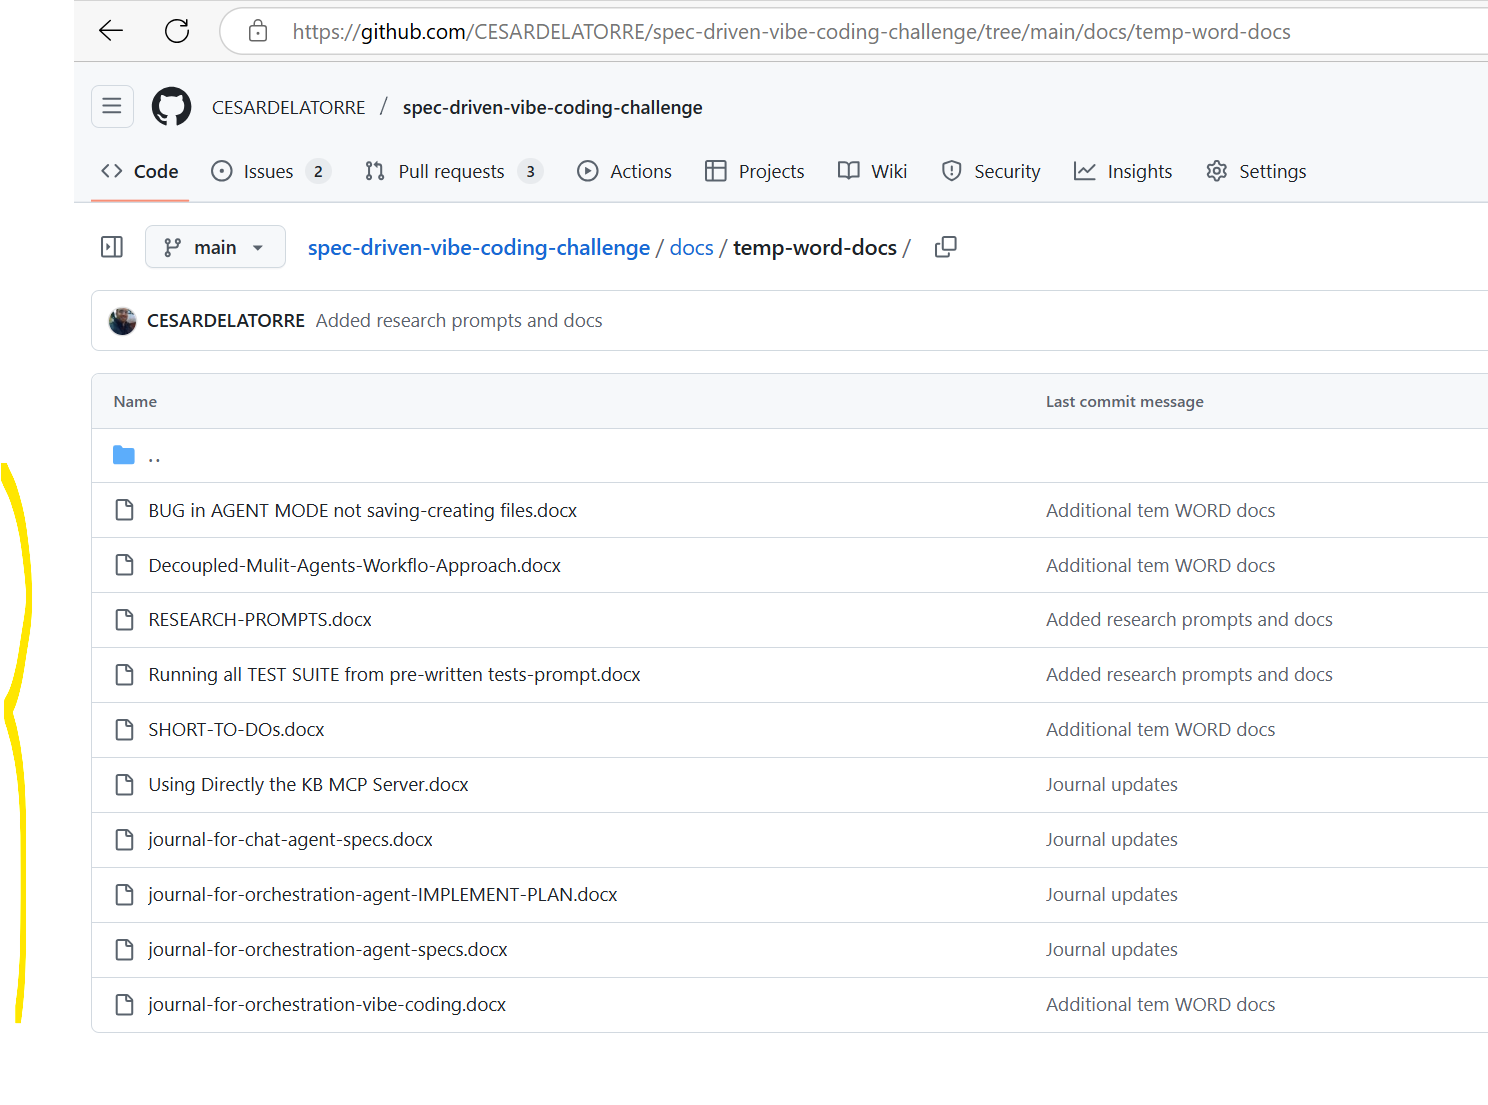 https://github.com/CESARDELATORRE/spec-driven-vibe-coding-challenge/tree/main/docs/temp-word-docs
CESARDELATORRE / spec-driven-vibe-coding-challenge
Code Issues 2 Pull requests 3 Actions Projects Wiki Security Insights Settings
main spec-driven-vibe-coding-challenge / docs / temp-word-docs /
CESARDELATORRE Added research prompts and docs
Name Last commit message
..
BUG in AGENT MODE not saving-creating files.docx Additional tem WORD docs
Decoupled-Mulit-Agents-Workflo-Approach.docx Additional tem WORD docs
RESEARCH-PROMPTS.docx Added research prompts and docs
Running all TEST SUITE from pre-written tests-prompt.docx Added research prompts and docs
SHORT-TO-DOs.docx Additional tem WORD docs
Using Directly the KB MCP Server.docx Journal updates
journal-for-chat-agent-specs.docx Journal updates
journal-for-orchestration-agent-IMPLEMENT-PLAN.docx Journal updates
journal-for-orchestration-agent-specs.docx Journal updates
journal-for-orchestration-vibe-coding.docx Additional tem WORD docs